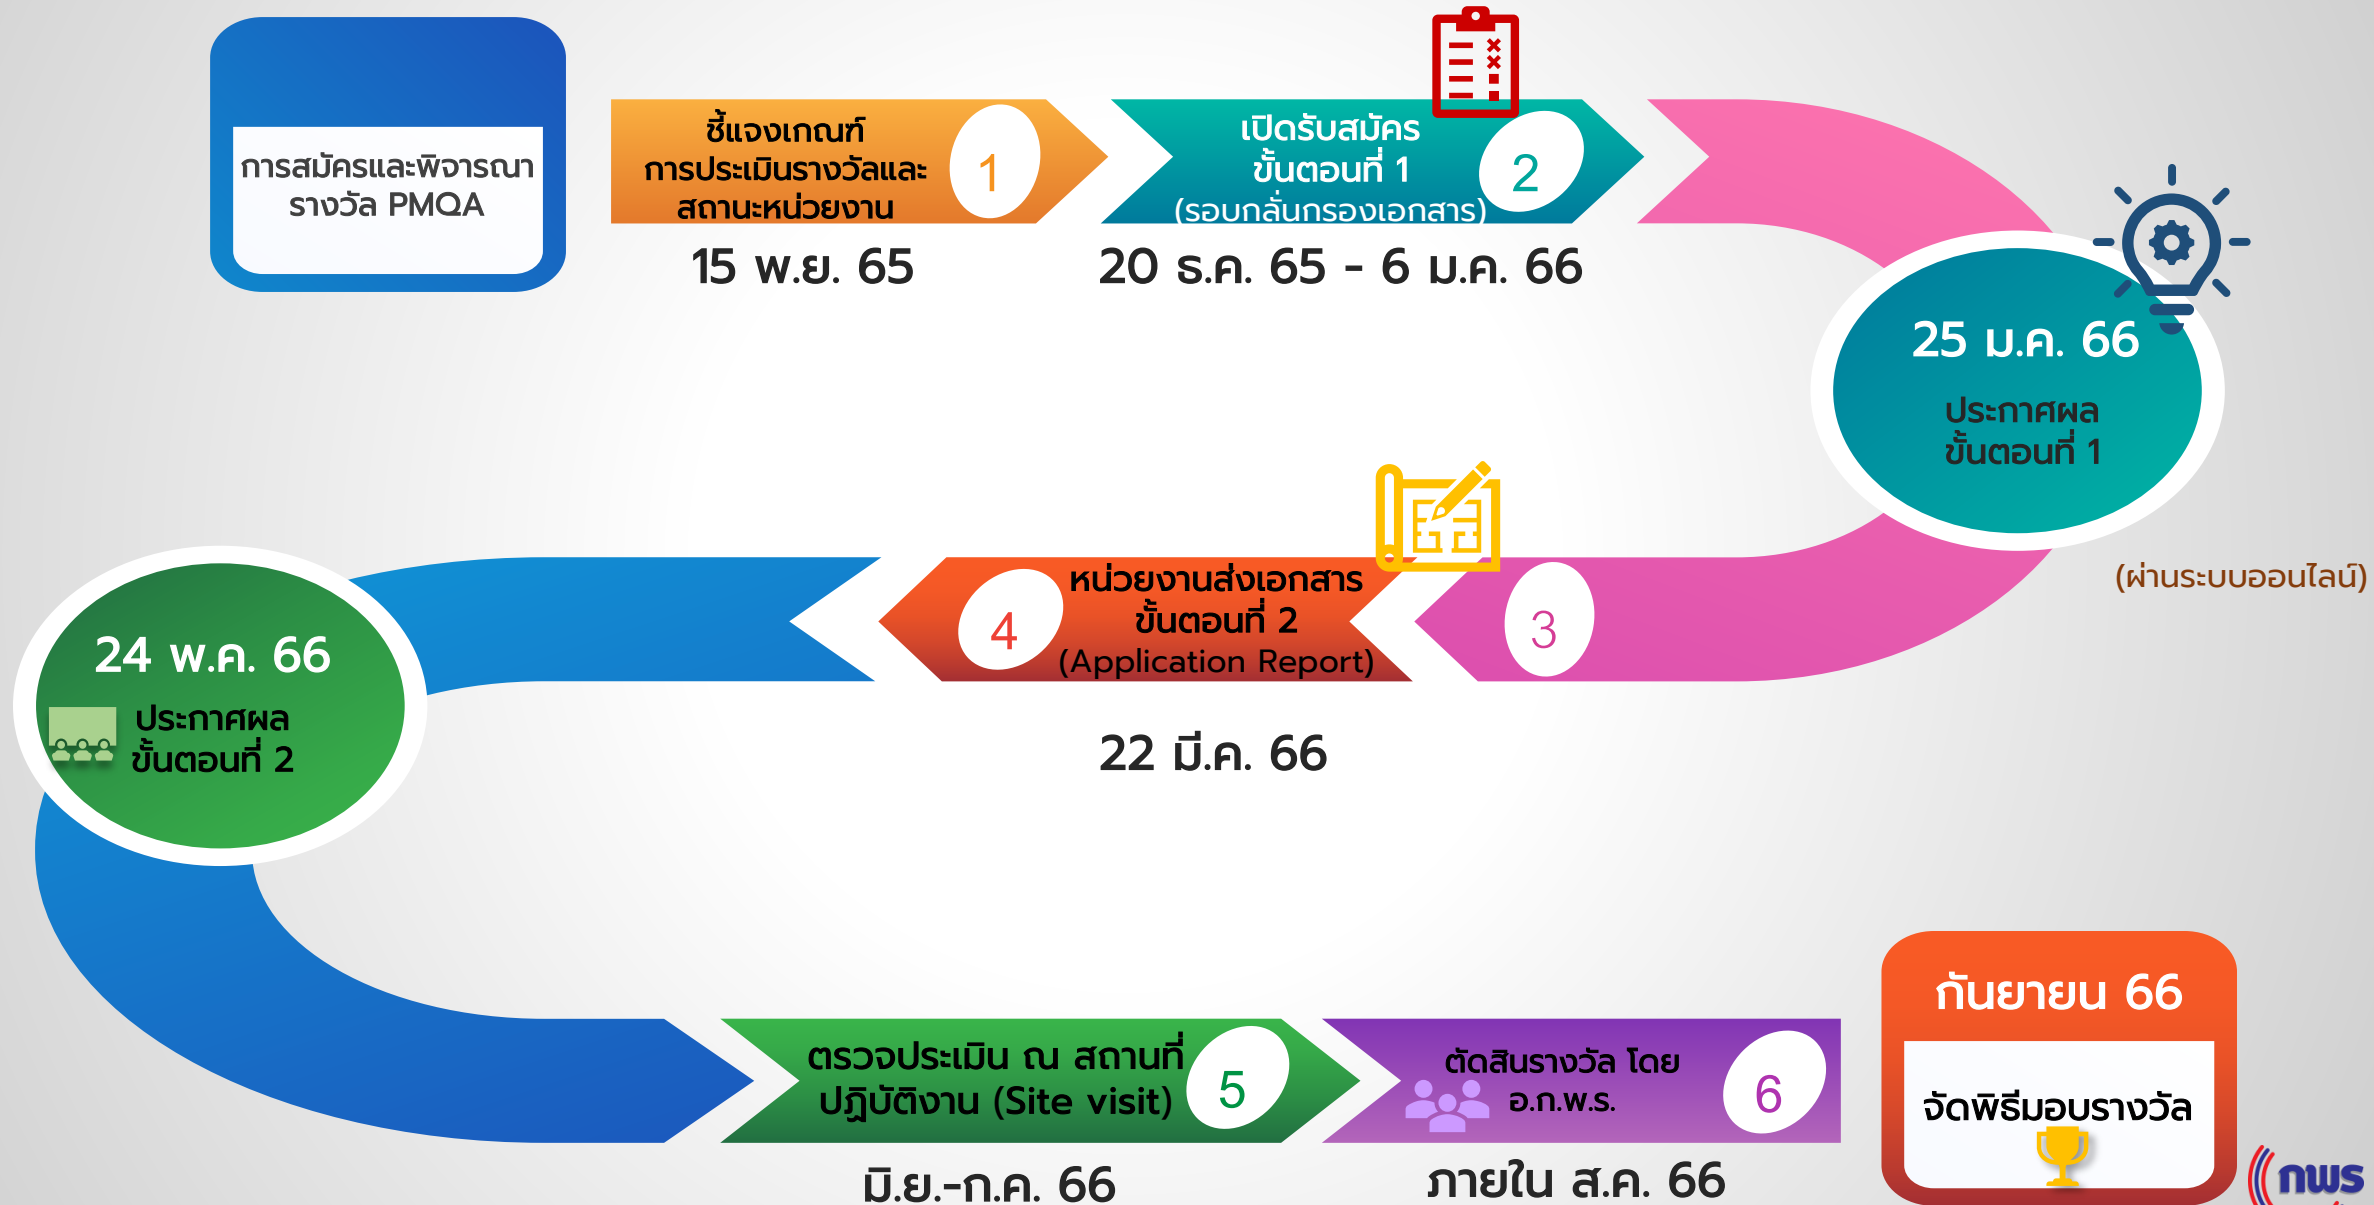 การสมัครและพิจารณา
รางวัล PMQA
ชี้แจงเกณฑ์
การประเมินรางวัลและ
สถานะหน่วยงาน
1
15 พ.ย. 65
เปิดรับสมัคร
ขั้นตอนที่ 1
(รอบกลั่นกรองเอกสาร)
2
20 ธ.ค. 65 - 6 ม.ค. 66
25 ม.ค. 66
ประกาศผล
ขั้นตอนที่ 1
(ผ่านระบบออนไลน์)
3
หน่วยงานส่งเอกสาร
ขั้นตอนที่ 2
(Application Report)
4
22 มี.ค. 66
24 พ.ค. 66
ประกาศผล
ขั้นตอนที่ 2
ตรวจประเมิน ณ สถานที่
ปฏิบัติงาน (Site visit)
5
มิ.ย.-ก.ค. 66
ตัดสินรางวัล โดย
อ.ก.พ.ร.
6
ภายใน ส.ค. 66
กันยายน 66
จัดพิธีมอบรางวัล
กพร